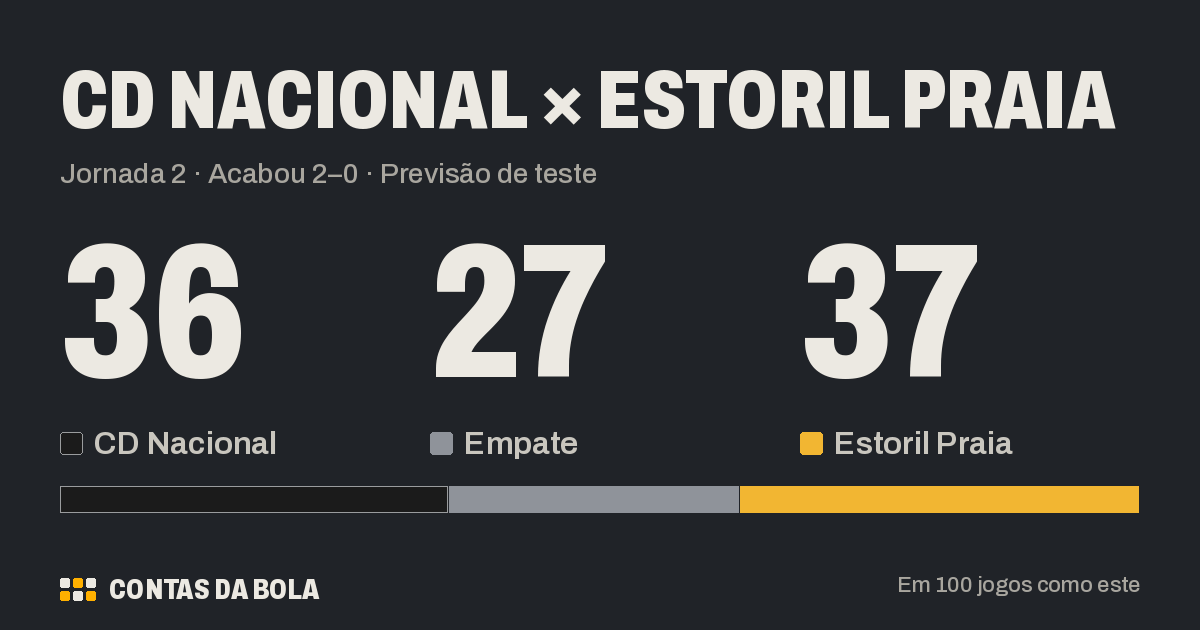 CD NACIONAL × ESTORIL PRAIA
Jornada 2 · Acabou 2–0 · Previsão de teste
36 27 37
CD Nacional Empate Estoril Praia
CONTAS DA BOLA
Em 100 jogos como este